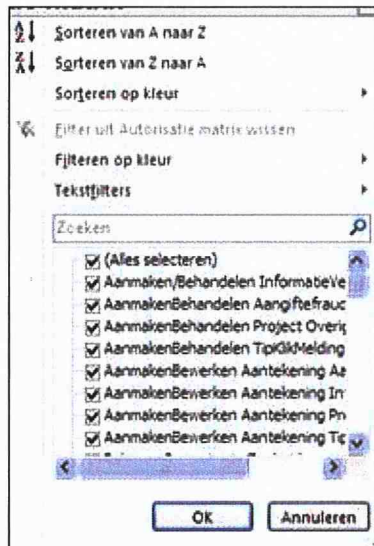 Sorteren van A naar Z
Sorteren van Z naar A
Sorteren op kleur
Filter uit Autorisatie matrix wissen
Filteren op kleur
Tekstfilters
Zoeken
(Alles selecteren)
Aanmaken/Behandelen InformatieVe
AanmakenBehandelen Aangiftefrauc
AanmakenBehandelen Project Overig
AanmakenBehandelen TipKlikMelding
AanmakenBewerken Aantekening Aa
AanmakenBewerken Aantekening In
AanmakenBewerken Aantekening Pr
AanmakenBewerken Aantekening Tip
OK
Annuleren